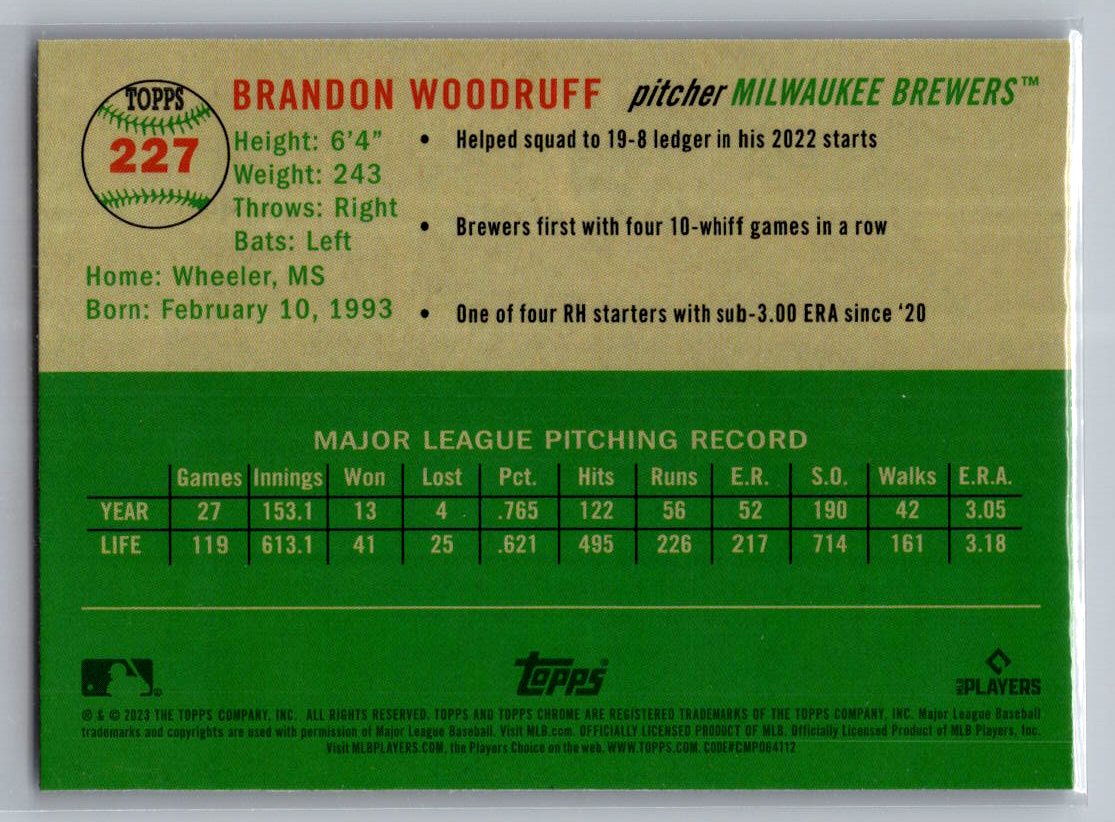 TOPPS
227
BRANDON WOODRUFF pitcher MILWAUKEE BREWERS™
Height: 6'4"
Weight: 243
Throws: Right
Bats: Left
Home: Wheeler, MS
Born: February 10, 1993
• Helped squad to 19-8 ledger in his 2022 starts
• Brewers first with four 10-whiff games in a row
• One of four RH starters with sub-3.00 ERA since '20
MAJOR LEAGUE PITCHING RECORD
Games Innings Won Lost Pct. Hits Runs E.R. S.O. Walks E.R.A.
YEAR 27 153.1 13 4 .765 122 56 52 190 42 3.05
LIFE 119 613.1 41 25 .621 495 226 217 714 161 3.18
topps
MLB PLAYERS
® & © 2023 THE TOPPS COMPANY, INC. ALL RIGHTS RESERVED. TOPPS AND TOPPS CHROME ARE REGISTERED TRADEMARKS OF THE TOPPS COMPANY, INC. Major League Baseball
trademarks and copyrights are used with permission of Major League Baseball. Visit MLB.com. OFFICIALLY LICENSED PRODUCT OF MLB. Officially Licensed Product of MLB Players, Inc.
Visit MLBPLAYERS.COM, the Players Choice on the web. WWW.TOPPS.COM. CODE#CMP064112